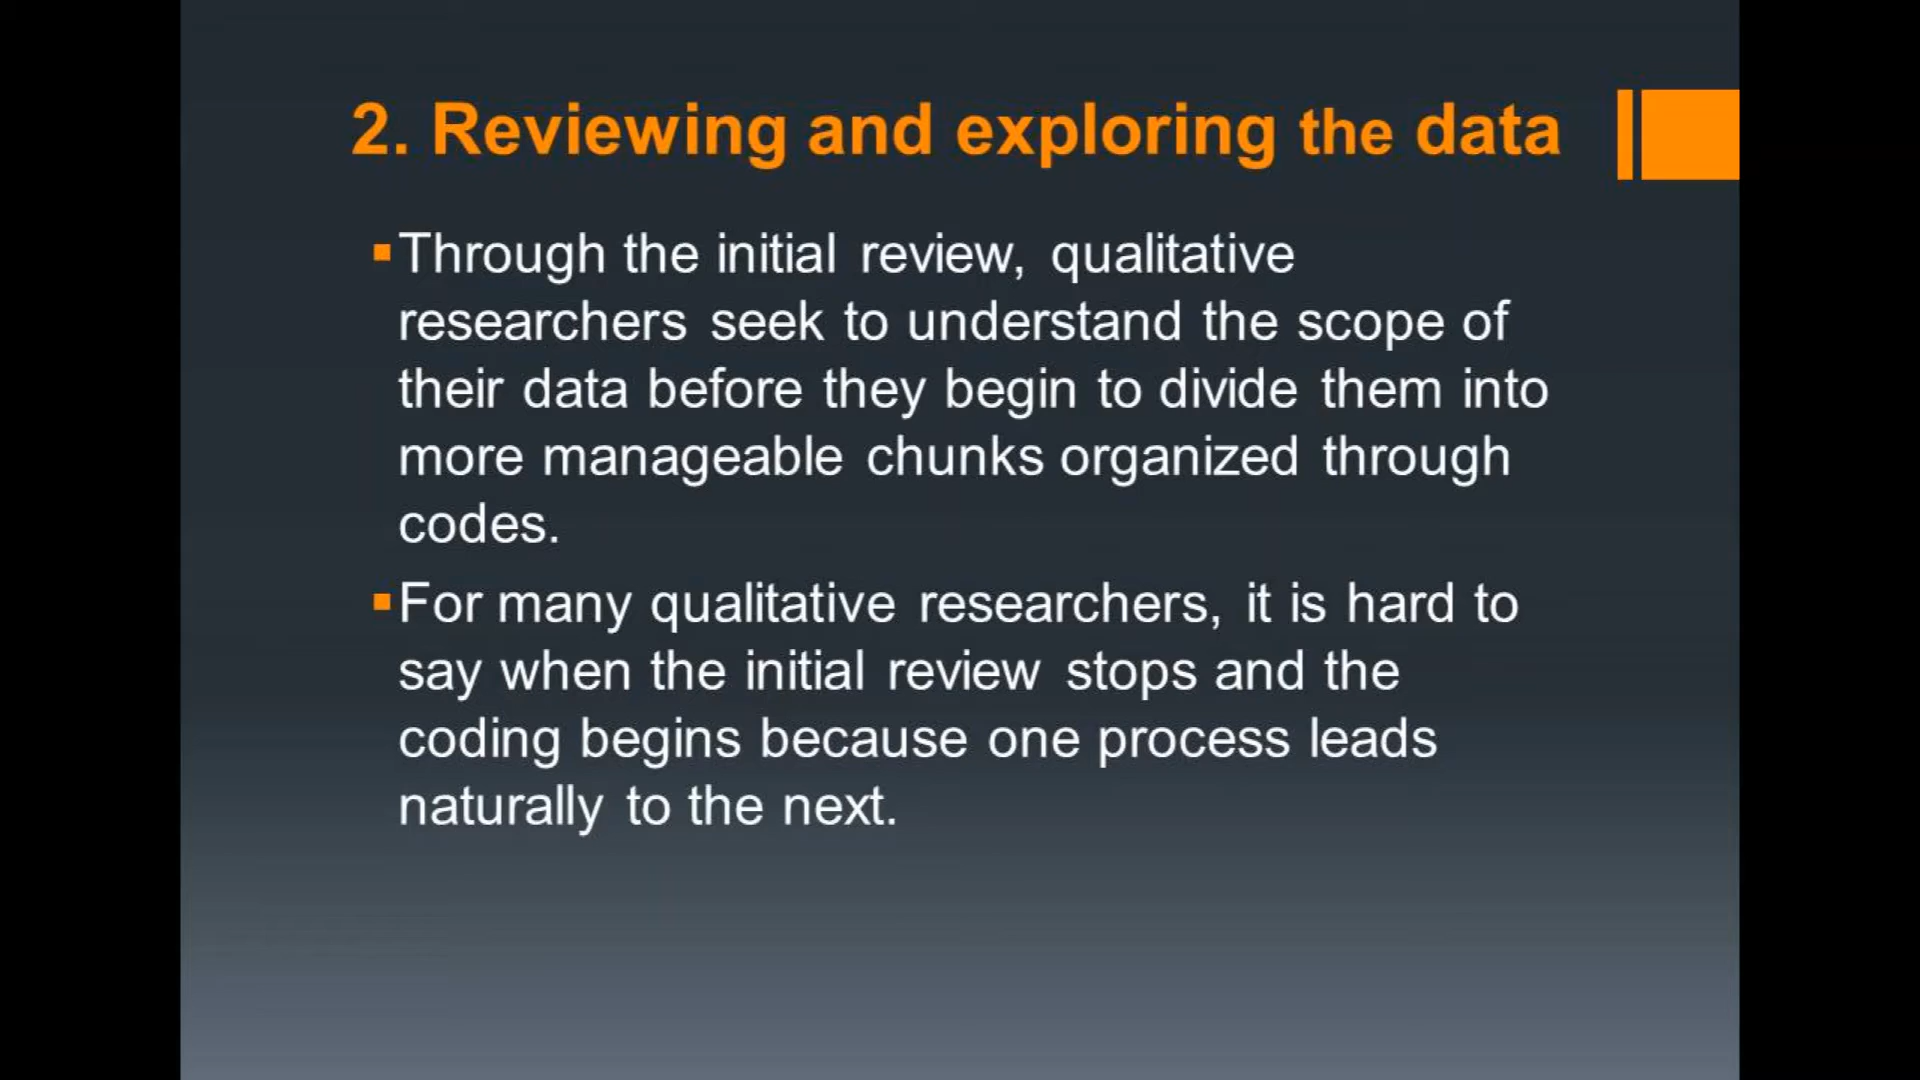 2. Reviewing and exploring the data
▪Through the initial review, qualitative
researchers seek to understand the scope of
their data before they begin to divide them into
more manageable chunks organized through
codes.
▪For many qualitative researchers, it is hard to
say when the initial review stops and the
coding begins because one process leads
naturally to the next.